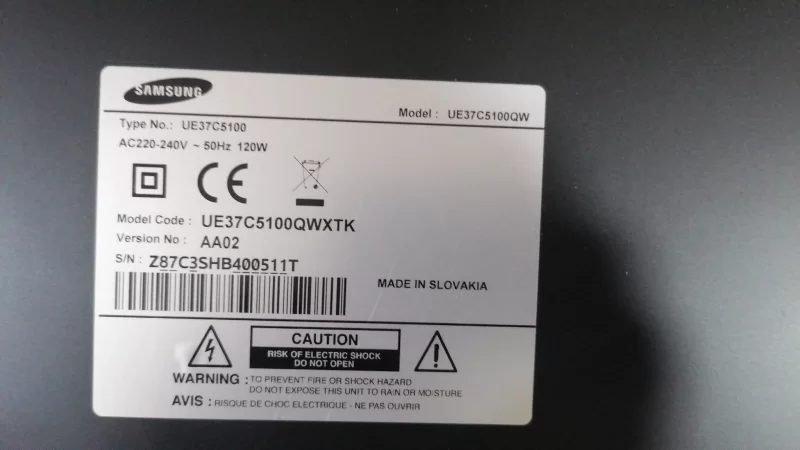 SAMSUNG
Model : UE37C5100QW
Type No.: UE37C5100
AC220-240V ~ 50Hz 120W
CE
Model Code : UE37C5100QWXTK
Version No : AA02
S/N : Z87C3SHB400511T
MADE IN SLOVAKIA
CAUTION
RISK OF ELECTRIC SHOCK
DO NOT OPEN
WARNING : TO PREVENT FIRE OR SHOCK HAZARD
DO NOT EXPOSE THIS UNIT TO RAIN OR MOISTURE
AVIS : RISQUE DE CHOC ELECTRIQUE - NE PAS OUVRIR